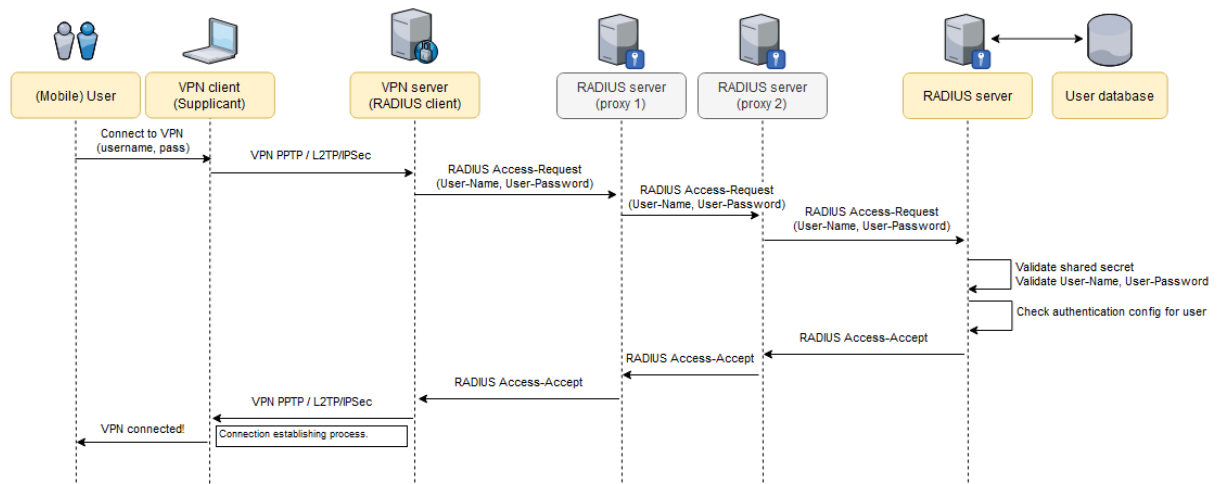 (Mobile) User
VPN client
(Supplicant)
VPN server
(RADIUS client)
RADIUS server
(proxy 1)
RADIUS server
(proxy 2)
RADIUS server
User database
Connect to VPN
(username, pass)
VPN PPTP / L2TP/IPSec
RADIUS Access-Request
(User-Name, User-Password)
RADIUS Access-Request
(User-Name, User-Password)
RADIUS Access-Request
(User-Name, User-Password)
Validate shared secret
Validate User-Name, User-Password
Check authentication config for user
RADIUS Access-Accept
RADIUS Access-Accept
RADIUS Access-Accept
VPN PPTP / L2TP/IPSec
Connection establishing process.
VPN connected!